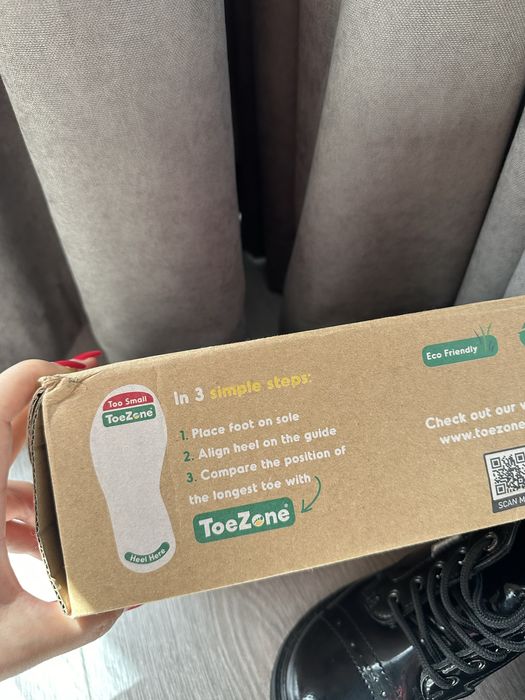 Too Small
ToeZone®
Heel Here
In 3 simple steps:
1. Place foot on sole
2. Align heel on the guide
3. Compare the position of
the longest toe with
ToeZone®
Eco Friendly
Check out our
www.toezone
SCAN M